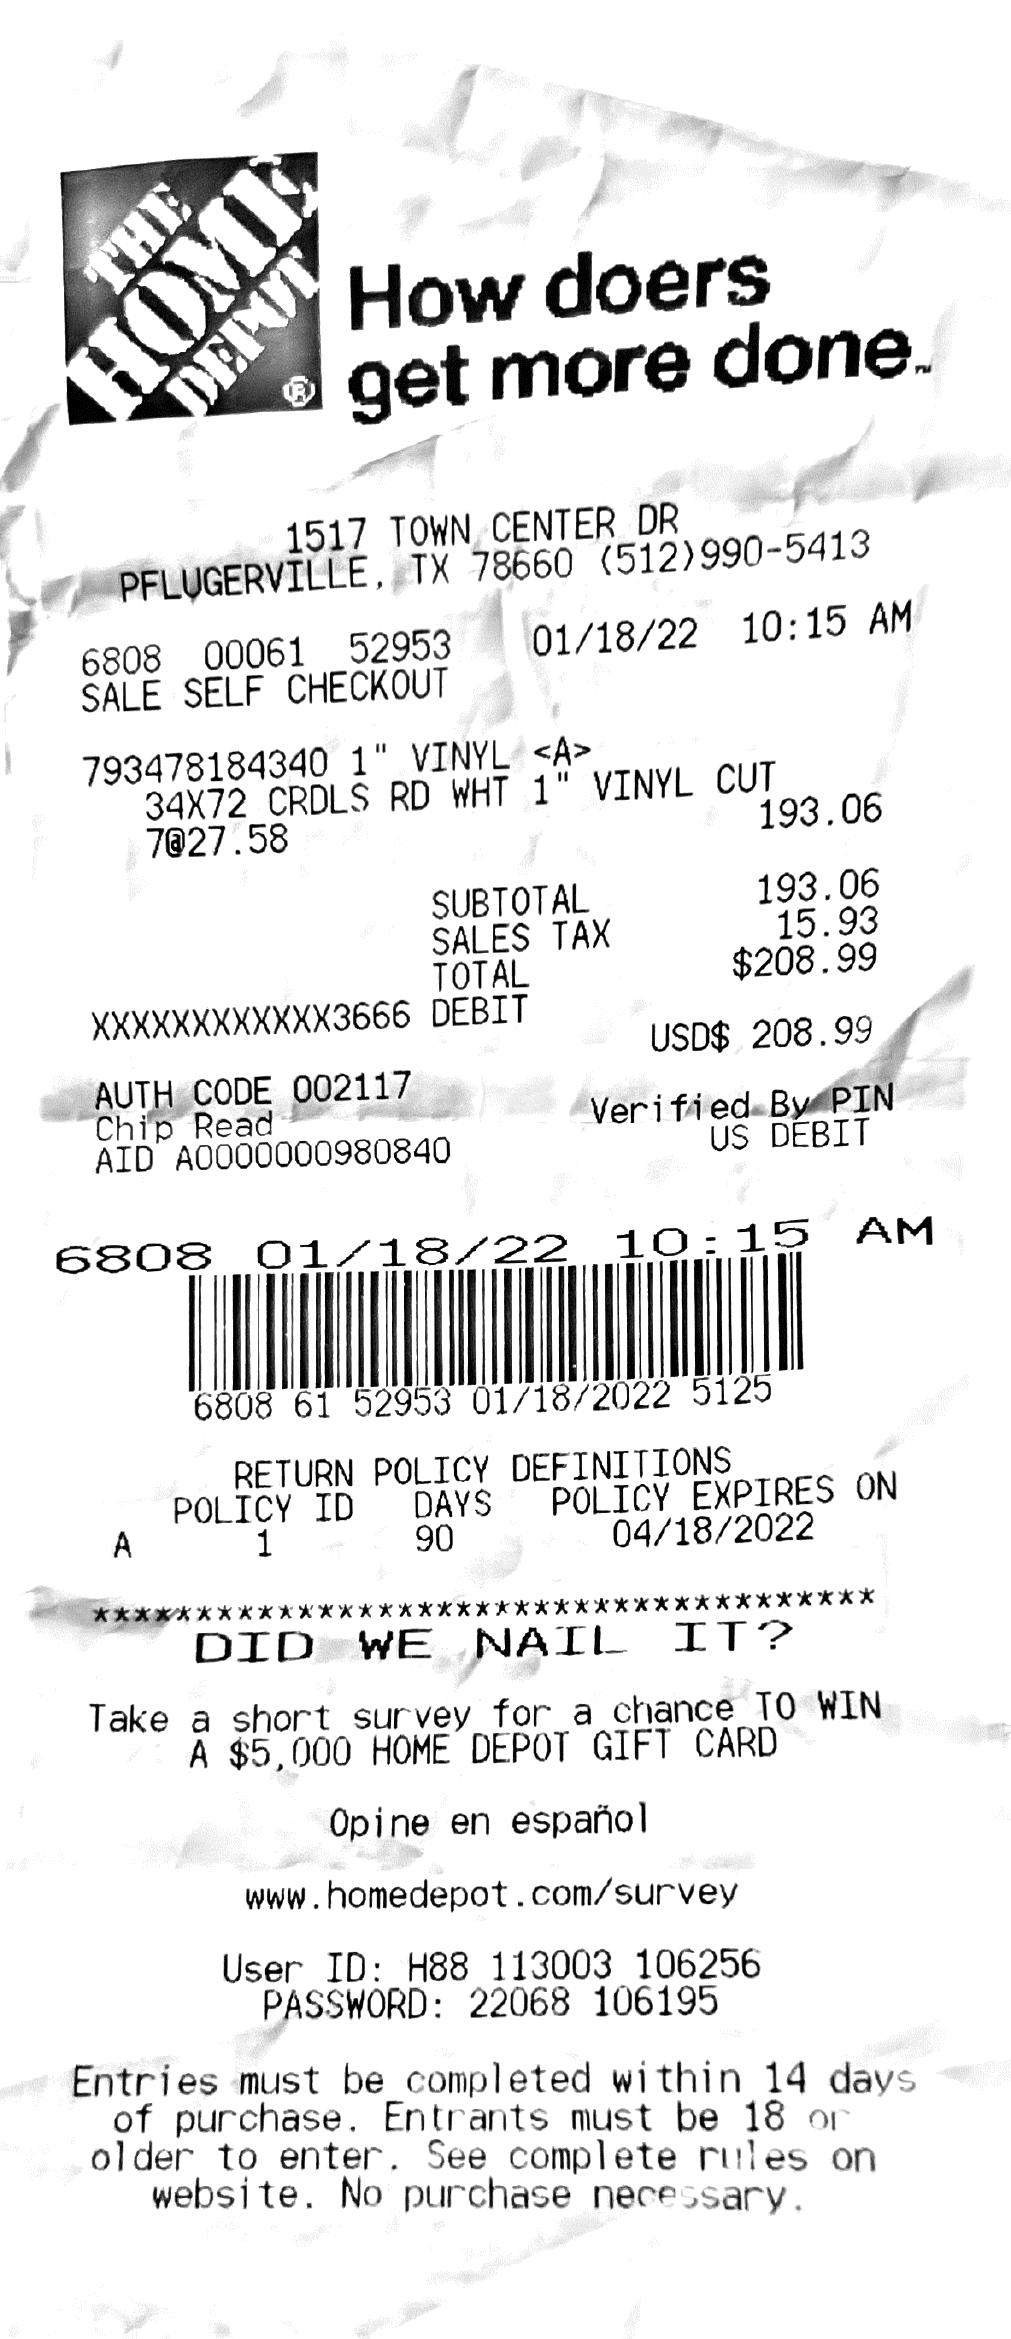 THE
HOME
DEPOT
®
How doers
get more done™
1517 TOWN CENTER DR
PFLUGERVILLE, TX 78660 (512)990-5413
6808 00061 52953 01/18/22 10:15 AM
SALE SELF CHECKOUT
793478184340 1" VINYL <A>
34X72 CRDLS RD WHT 1" VINYL CUT
7@27.58 193.06
SUBTOTAL 193.06
SALES TAX 15.93
TOTAL $208.99
XXXXXXXXXXXX3666 DEBIT
USD$ 208.99
AUTH CODE 002117
Chip Read Verified By PIN
AID A0000000980840 US DEBIT
6808 01/18/22 10:15 AM
6808 61 52953 01/18/2022 5125
RETURN POLICY DEFINITIONS
POLICY ID DAYS POLICY EXPIRES ON
A 1 90 04/18/2022
***************************************
DID WE NAIL IT?
Take a short survey for a chance TO WIN
A $5,000 HOME DEPOT GIFT CARD
Opine en español
www.homedepot.com/survey
User ID: H88 113003 106256
PASSWORD: 22068 106195
Entries must be completed within 14 days
of purchase. Entrants must be 18 or
older to enter. See complete rules on
website. No purchase necessary.